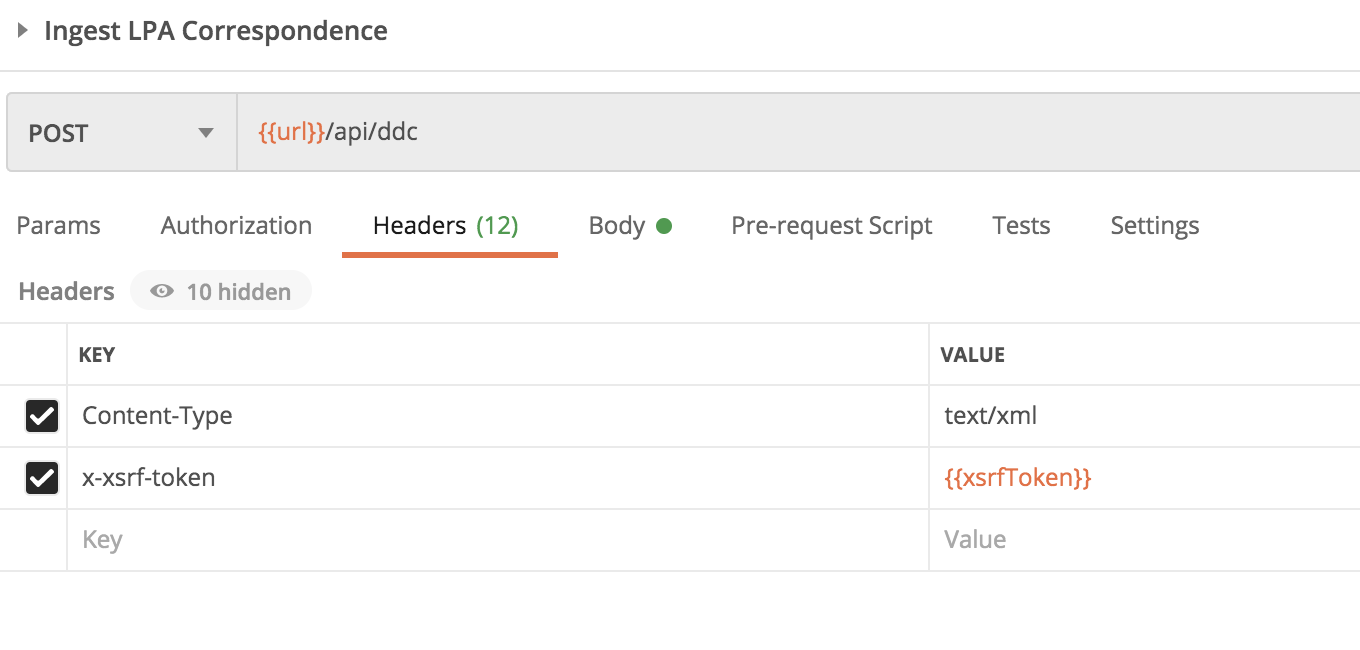 Ingest LPA Correspondence
POST {{url}}/api/ddc
Params Authorization Headers (12) Body Pre-request Script Tests Settings
Headers 10 hidden
KEY VALUE
Content-Type text/xml
x-xsrf-token {{xsrfToken}}
Key Value